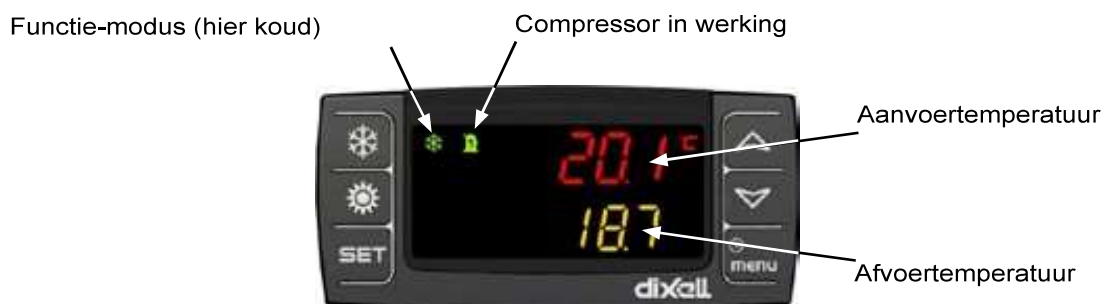 Functie-modus (hier koud)
Compressor in werking
Aanvoertemperatuur
20.1 °C
18.7
SET
menu
Afvoertemperatuur
dixell